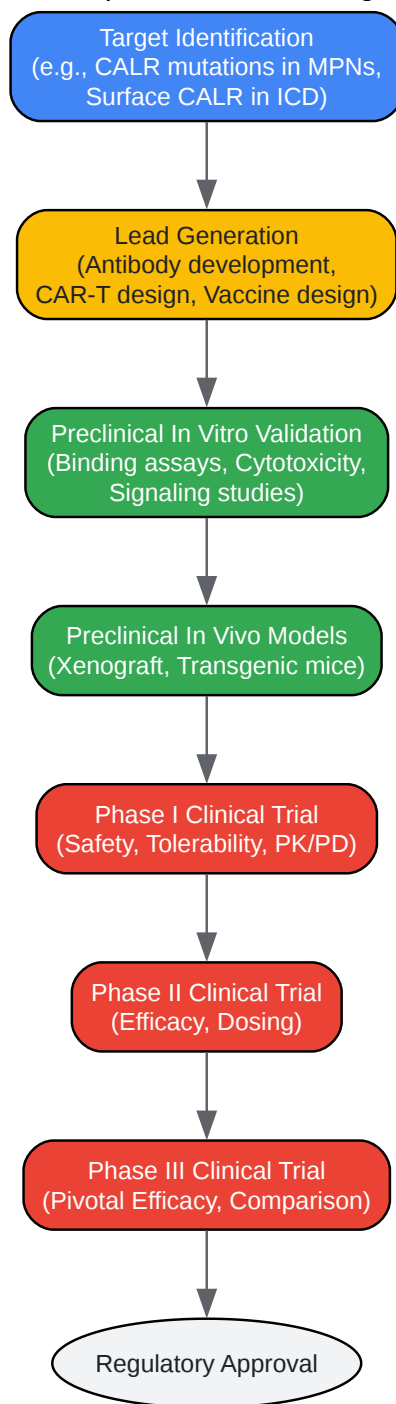 Target Identification
(e.g., CALR mutations in MPNs,
Surface CALR in ICD)
Lead Generation
(Antibody development,
CAR-T design, Vaccine design)
Preclinical In Vitro Validation
(Binding assays, Cytotoxicity,
Signaling studies)
Preclinical In Vivo Models
(Xenograft, Transgenic mice)
Phase I Clinical Trial
(Safety, Tolerability, PK/PD)
Phase II Clinical Trial
(Efficacy, Dosing)
Phase III Clinical Trial
(Pivotal Efficacy, Comparison)
Regulatory Approval